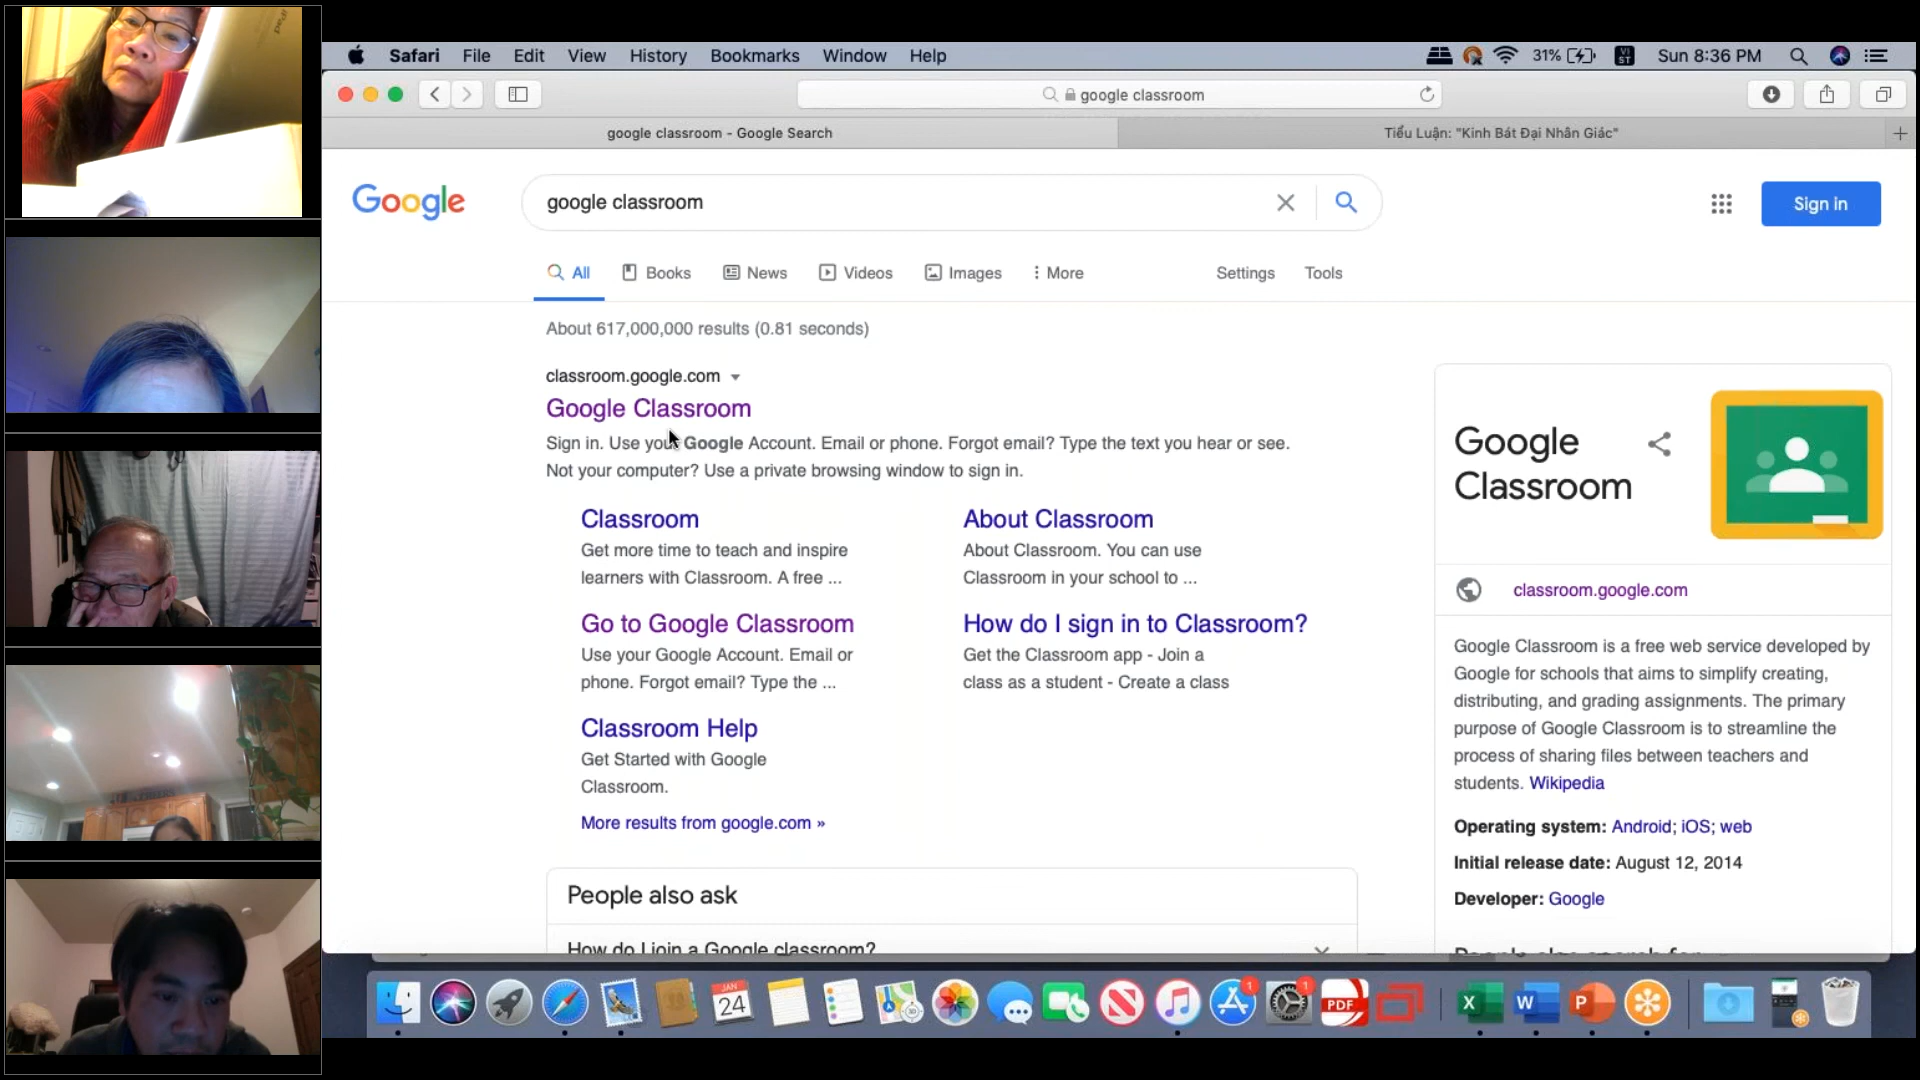 iPad
Safari File Edit View History Bookmarks Window Help
31% VI ST Sun 8:36 PM
google classroom
google classroom - Google Search
Tiểu Luận: "Kinh Bát Đại Nhân Giác"
Google
google classroom
Sign in
All Books News Videos Images More Settings Tools
About 617,000,000 results (0.81 seconds)
classroom.google.com
Google Classroom
Sign in. Use your Google Account. Email or phone. Forgot email? Type the text you hear or see.
Not your computer? Use a private browsing window to sign in.
Classroom
Get more time to teach and inspire
learners with Classroom. A free ...
About Classroom
About Classroom. You can use
Classroom in your school to ...
Go to Google Classroom
Use your Google Account. Email or
phone. Forgot email? Type the ...
How do I sign in to Classroom?
Get the Classroom app - Join a
class as a student - Create a class
Classroom Help
Get Started with Google
Classroom.
More results from google.com »
People also ask
How do I join a Google classroom?
Google
Classroom
classroom.google.com
Google Classroom is a free web service developed by
Google for schools that aims to simplify creating,
distributing, and grading assignments. The primary
purpose of Google Classroom is to streamline the
process of sharing files between teachers and
students. Wikipedia
Operating system: Android; iOS; web
Initial release date: August 12, 2014
Developer: Google
People also search for
JAN
24
1
1
PDF
X
W
P